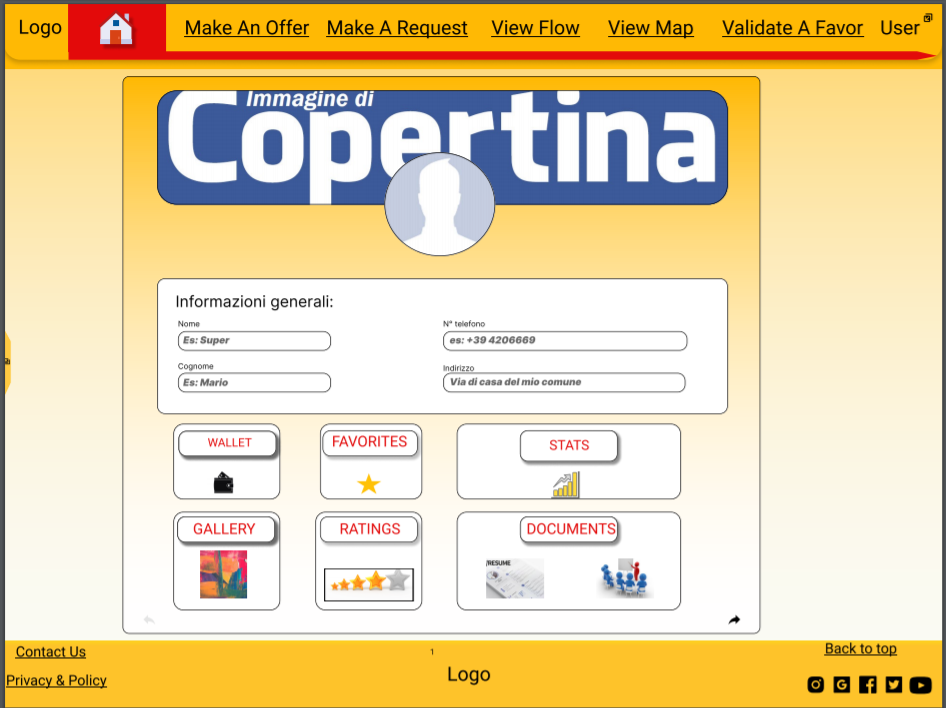 Logo
Make An Offer
Make A Request
View Flow
View Map
Validate A Favor
User
Immagine di
Copertina
Informazioni generali:
Nome
Es: Super
N° telefono
es: +39 4206669
Cognome
Es: Mario
Indirizzo
Via di casa del mio comune
WALLET
FAVORITES
STATS
GALLERY
RATINGS
DOCUMENTS
/RESUME
Contact Us
1
Back to top
Privacy & Policy
Logo